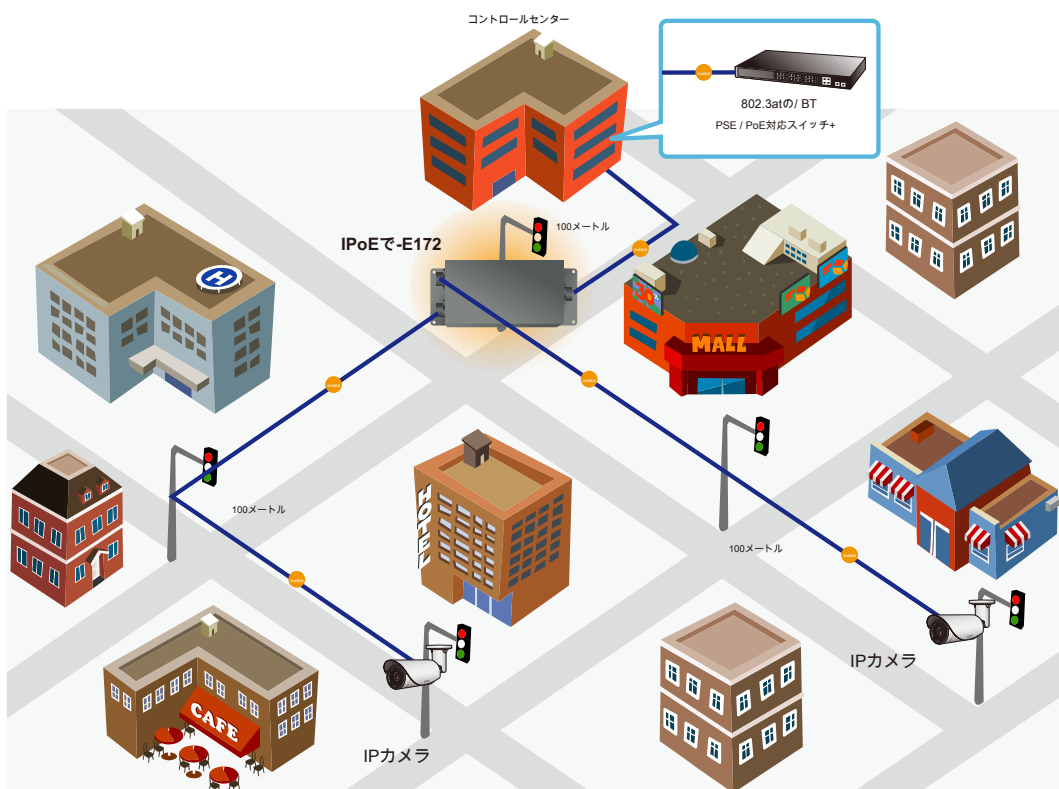 コントロールセンター
802.3atの/ BT
PSE / PoE対応スイッチ+
100メートル
IPoEで-E172
H
MALL
HOTEL
100メートル
100メートル
CAFE
IPカメラ
IPカメラ